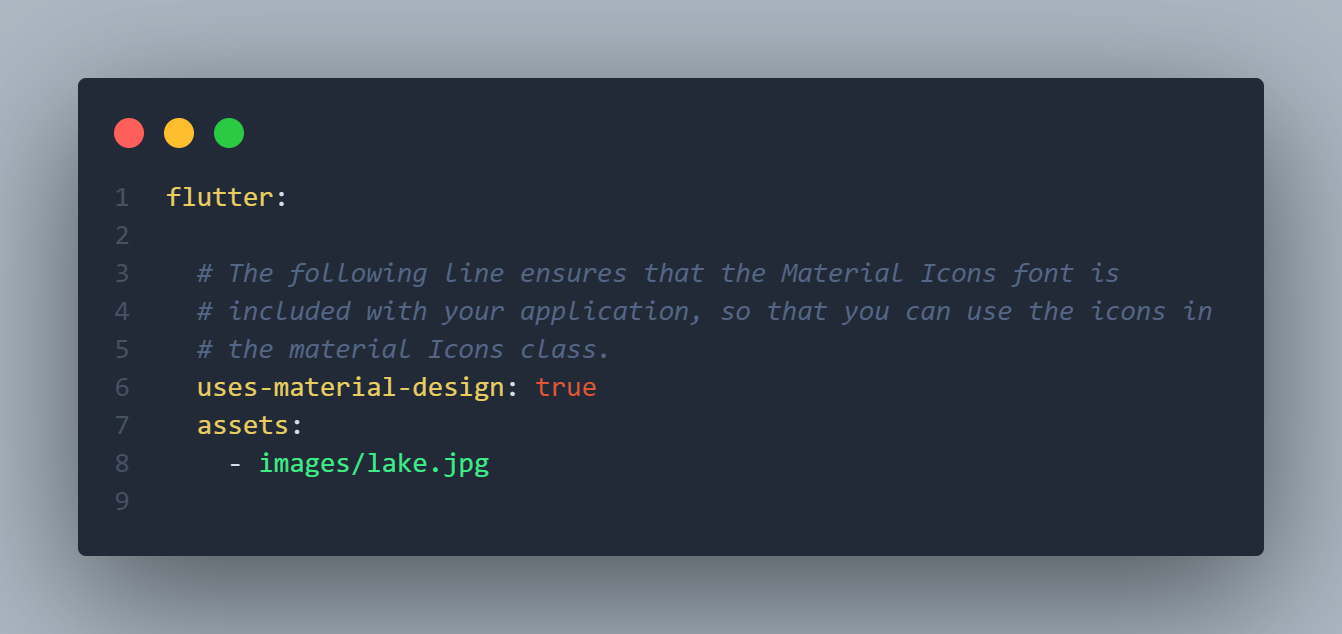 1 flutter:
2
3   # The following line ensures that the Material Icons font is
4   # included with your application, so that you can use the icons in
5   # the material Icons class.
6   uses-material-design: true
7   assets:
8     - images/lake.jpg
9